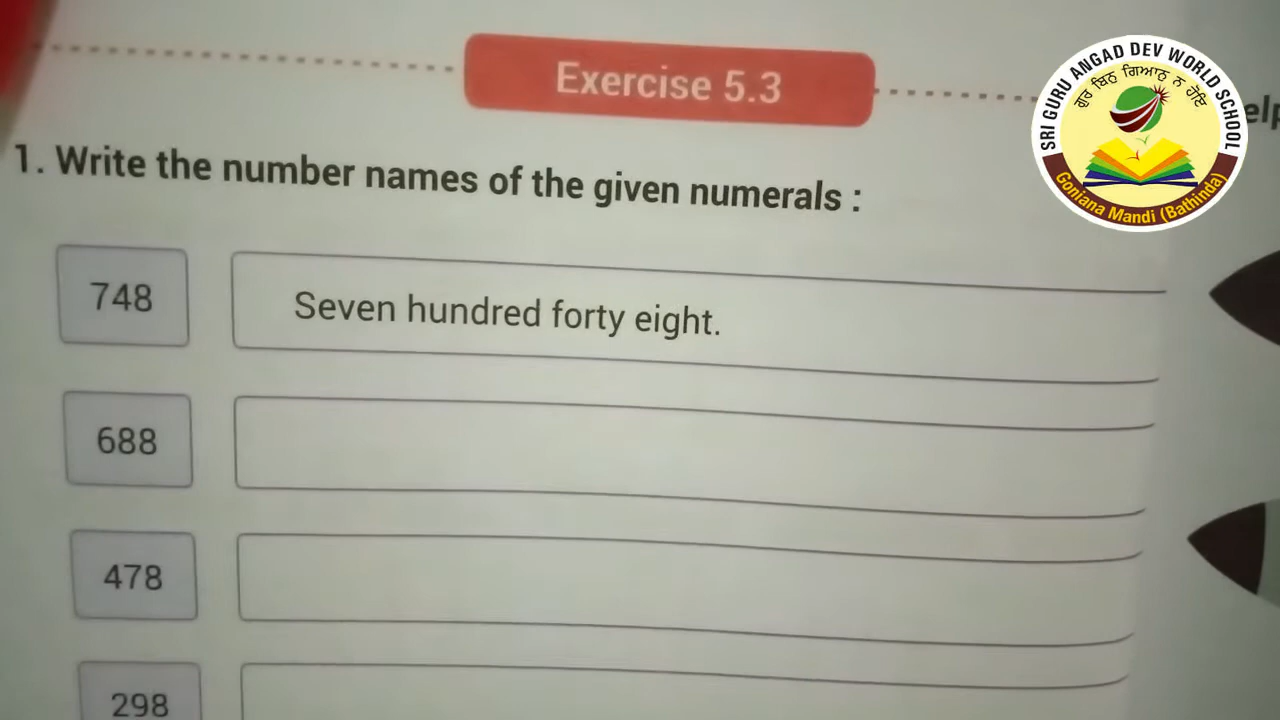 Exercise 5.3
SRI GURU ANGAD DEV WORLD SCHOOL
ਗੁਰ ਬਿਨ ਗਿਆਨੁ ਨ ਹੋਇ
Goniana Mandi (Bathinda)
1. Write the number names of the given numerals :
748 Seven hundred forty eight.
688
478
298